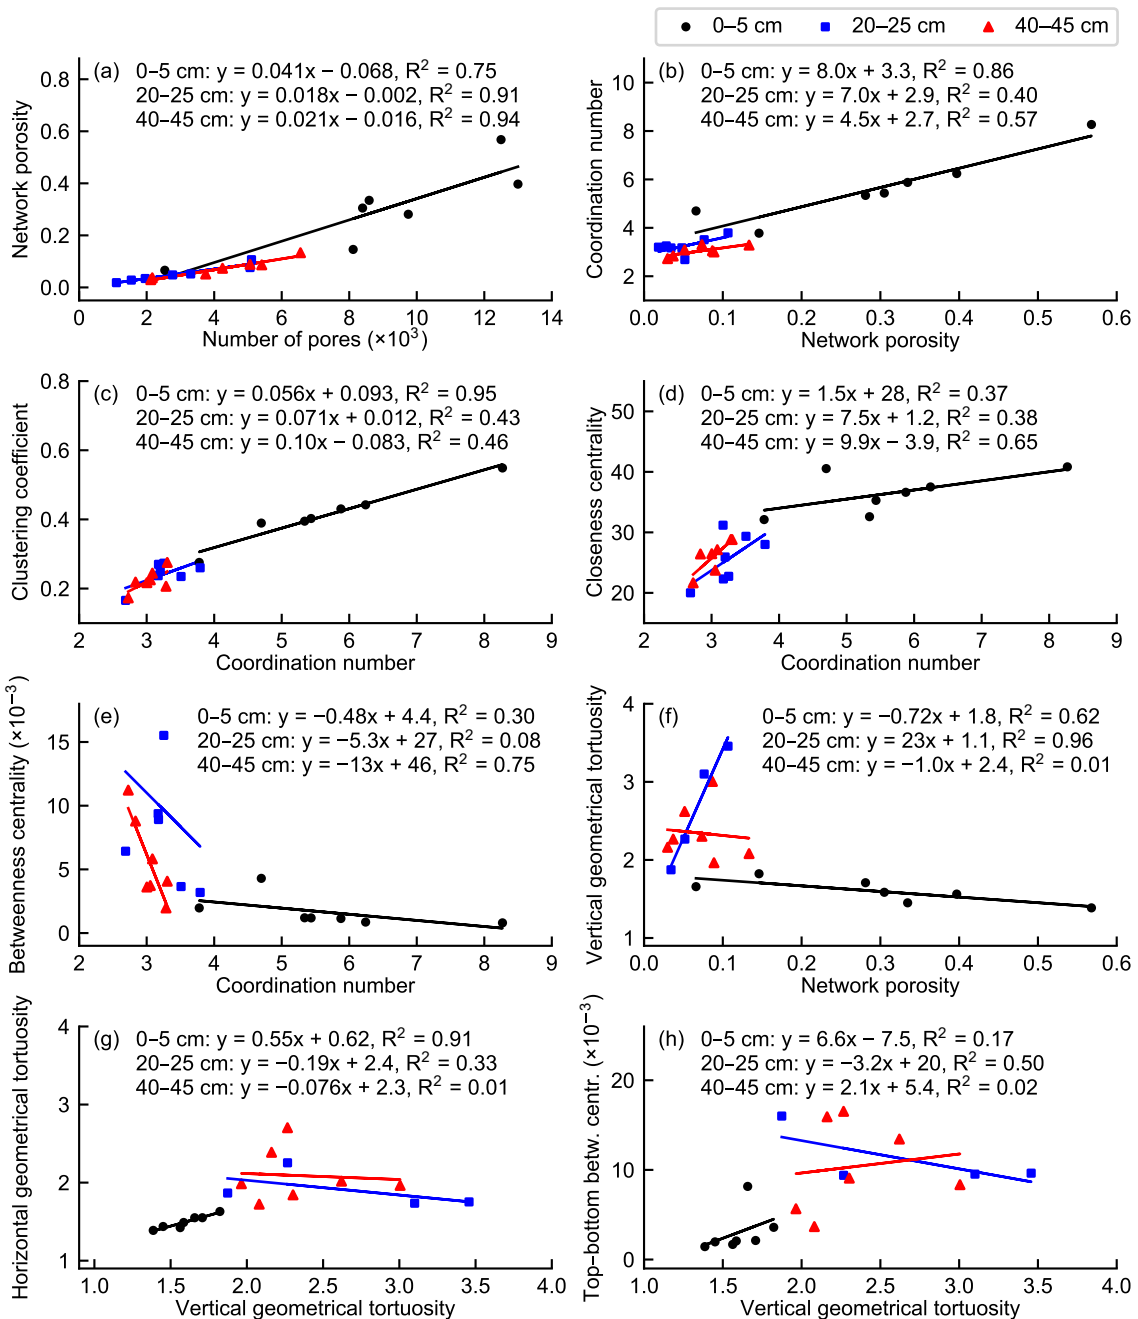 0–5 cm 20–25 cm 40–45 cm
(a) 0–5 cm: y = 0.041x − 0.068, R² = 0.75
20–25 cm: y = 0.018x − 0.002, R² = 0.91
40–45 cm: y = 0.021x − 0.016, R² = 0.94
Network porosity
0.8
0.6
0.4
0.2
0.0
0 2 4 6 8 10 12 14
Number of pores (×10³)
(b) 0–5 cm: y = 8.0x + 3.3, R² = 0.86
20–25 cm: y = 7.0x + 2.9, R² = 0.40
40–45 cm: y = 4.5x + 2.7, R² = 0.57
Coordination number
10
8
6
4
2
0.0 0.1 0.2 0.3 0.4 0.5 0.6
Network porosity
(c) 0–5 cm: y = 0.056x + 0.093, R² = 0.95
20–25 cm: y = 0.071x + 0.012, R² = 0.43
40–45 cm: y = 0.10x − 0.083, R² = 0.46
Clustering coefficient
0.8
0.6
0.4
0.2
2 3 4 5 6 7 8 9
Coordination number
(d) 0–5 cm: y = 1.5x + 28, R² = 0.37
20–25 cm: y = 7.5x + 1.2, R² = 0.38
40–45 cm: y = 9.9x − 3.9, R² = 0.65
Closeness centrality
50
40
30
20
2 3 4 5 6 7 8 9
Coordination number
(e) 0–5 cm: y = −0.48x + 4.4, R² = 0.30
20–25 cm: y = −5.3x + 27, R² = 0.08
40–45 cm: y = −13x + 46, R² = 0.75
Betweenness centrality (×10⁻³)
15
10
5
0
2 3 4 5 6 7 8 9
Coordination number
(f) 0–5 cm: y = −0.72x + 1.8, R² = 0.62
20–25 cm: y = 23x + 1.1, R² = 0.96
40–45 cm: y = −1.0x + 2.4, R² = 0.01
Vertical geometrical tortuosity
4
3
2
1
0.0 0.1 0.2 0.3 0.4 0.5 0.6
Network porosity
(g) 0–5 cm: y = 0.55x + 0.62, R² = 0.91
20–25 cm: y = −0.19x + 2.4, R² = 0.33
40–45 cm: y = −0.076x + 2.3, R² = 0.01
Horizontal geometrical tortuosity
4
3
2
1
1.0 1.5 2.0 2.5 3.0 3.5 4.0
Vertical geometrical tortuosity
(h) 0–5 cm: y = 6.6x − 7.5, R² = 0.17
20–25 cm: y = −3.2x + 20, R² = 0.50
40–45 cm: y = 2.1x + 5.4, R² = 0.02
Top−bottom betw. centr. (×10⁻³)
20
10
0
1.0 1.5 2.0 2.5 3.0 3.5 4.0
Vertical geometrical tortuosity